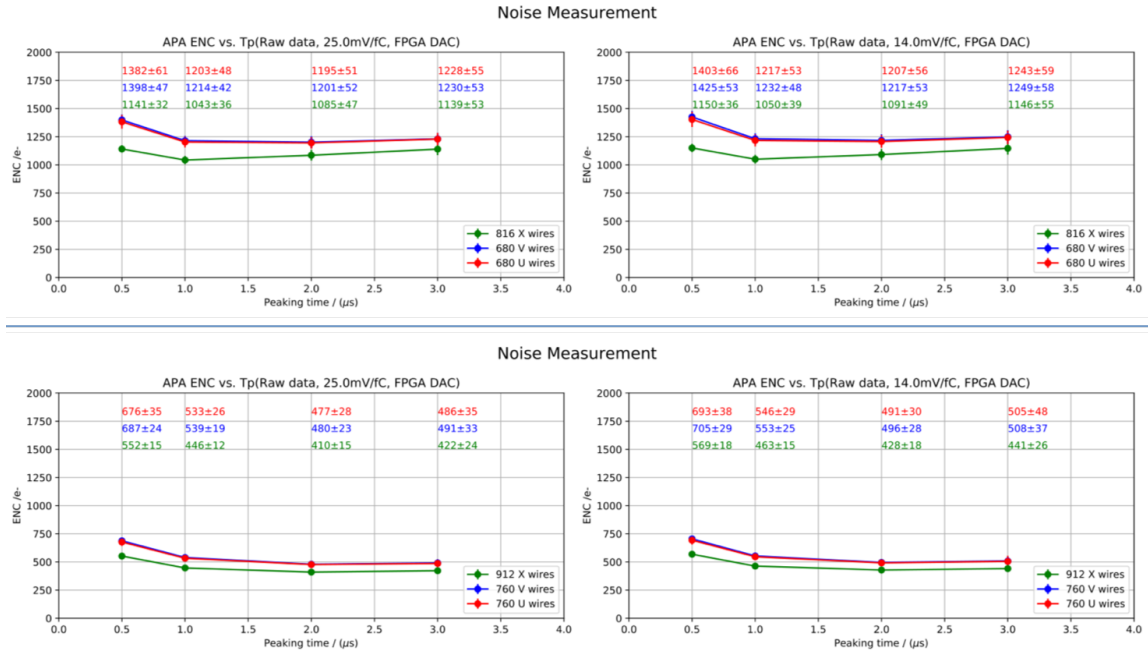 Noise Measurement
APA ENC vs. Tp(Raw data, 25.0mV/fC, FPGA DAC)
2000
1750
1500
1250
1000
750
500
250
0
ENC /e-
1382±61 1203±48 1195±51 1228±55
1398±47 1214±42 1201±52 1230±53
1141±32 1043±36 1085±47 1139±53
816 X wires
680 V wires
680 U wires
0.0 0.5 1.0 1.5 2.0 2.5 3.0 3.5 4.0
Peaking time / (μs)
APA ENC vs. Tp(Raw data, 14.0mV/fC, FPGA DAC)
2000
1750
1500
1250
1000
750
500
250
0
ENC /e-
1403±66 1217±53 1207±56 1243±59
1425±53 1232±48 1217±53 1249±58
1150±36 1050±39 1091±49 1146±55
816 X wires
680 V wires
680 U wires
0.0 0.5 1.0 1.5 2.0 2.5 3.0 3.5 4.0
Peaking time / (μs)
Noise Measurement
APA ENC vs. Tp(Raw data, 25.0mV/fC, FPGA DAC)
2000
1750
1500
1250
1000
750
500
250
0
ENC /e-
676±35 533±26 477±28 486±35
687±24 539±19 480±23 491±33
552±15 446±12 410±15 422±24
912 X wires
760 V wires
760 U wires
0.0 0.5 1.0 1.5 2.0 2.5 3.0 3.5 4.0
Peaking time / (μs)
APA ENC vs. Tp(Raw data, 14.0mV/fC, FPGA DAC)
2000
1750
1500
1250
1000
750
500
250
0
ENC /e-
693±38 546±29 491±30 505±48
705±29 553±25 496±28 508±37
569±18 463±15 428±18 441±26
912 X wires
760 V wires
760 U wires
0.0 0.5 1.0 1.5 2.0 2.5 3.0 3.5 4.0
Peaking time / (μs)